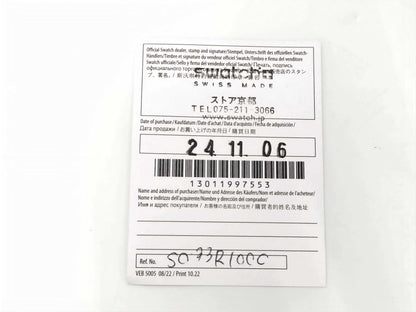 Official Swatch dealer, stamp and signature/Stempel, Unterschrift des offiziellen Swatch-
Händlers/Timbre et signature du vendeur officiel Swatch/Timbro e firma del venditore
Swatch ufficiale/Sello y firma del vendedor oficial Swatch/Печать, подпись
официального
swatch
SWISS MADE
ストア京都
TEL075-211-3066
www.swatch.jp
Date of purchase/Kaufdatum/Date d'achat/Data d'acquisto/Fecha de adquisición/
Дата продажи/お買い上げの年月日/購買日期
24 11. 06
13011997553
Name and address of purchaser/Name und Adresse des Käufers/Nom et adresse de l'acheteur/
Nome e indirizzo dell'acquirente/Nombre y dirección del comprador/
Имя и адрес покупателя/お客様の名前及び住所/購買者的姓名及地址
Ref. No. SO33R100C
VEB 5005 08/22 / Print 10.22